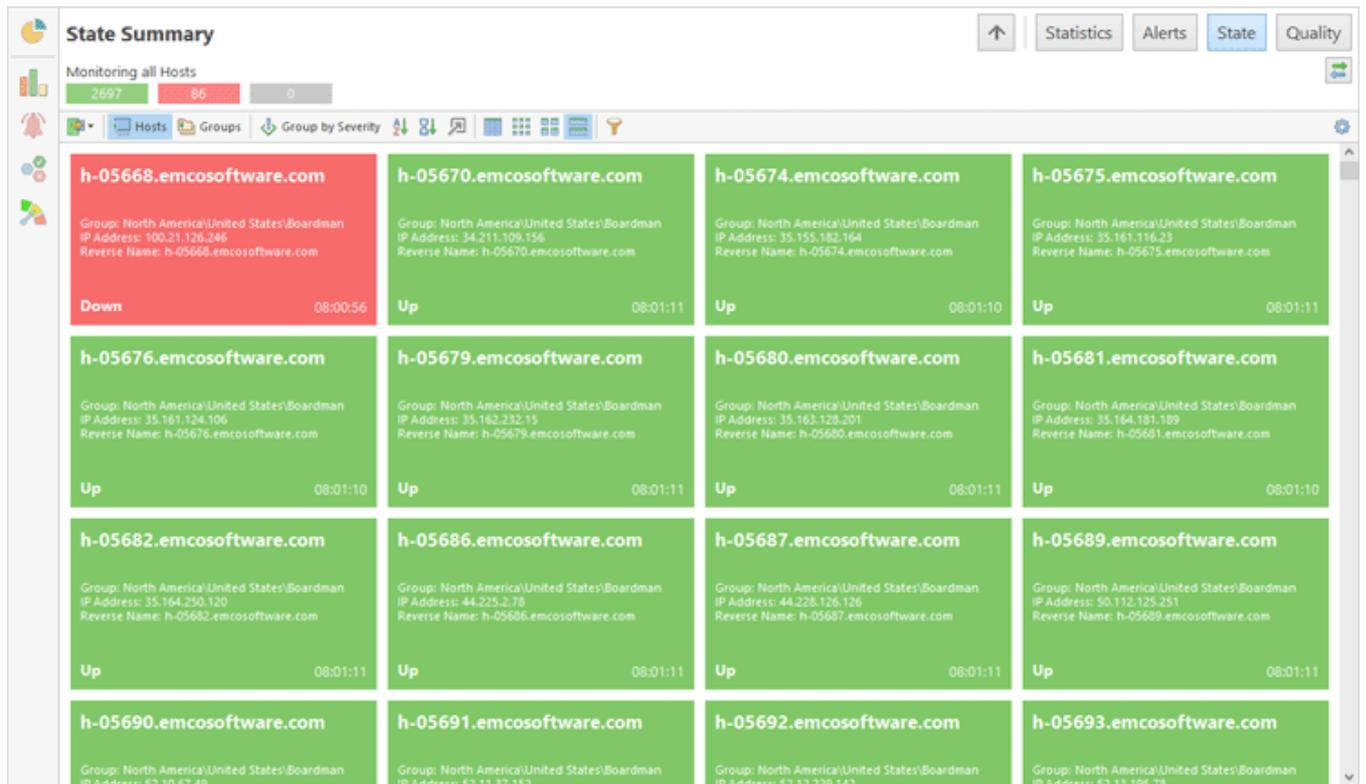 State Summary
Statistics
Alerts
State
Quality
Monitoring all Hosts
2697 86 0
Hosts Groups Group by Severity
h-05668.emcosoftware.com
Group: North America\United States\Boardman
IP Address: 100.21.126.246
Reverse Name: h-05668.emcosoftware.com
Down 08:00:56
h-05670.emcosoftware.com
Group: North America\United States\Boardman
IP Address: 34.211.109.156
Reverse Name: h-05670.emcosoftware.com
Up 08:01:11
h-05674.emcosoftware.com
Group: North America\United States\Boardman
IP Address: 35.155.182.164
Reverse Name: h-05674.emcosoftware.com
Up 08:01:10
h-05675.emcosoftware.com
Group: North America\United States\Boardman
IP Address: 35.161.116.23
Reverse Name: h-05675.emcosoftware.com
Up 08:01:11
h-05676.emcosoftware.com
Group: North America\United States\Boardman
IP Address: 35.161.124.106
Reverse Name: h-05676.emcosoftware.com
Up 08:01:10
h-05679.emcosoftware.com
Group: North America\United States\Boardman
IP Address: 35.162.232.15
Reverse Name: h-05679.emcosoftware.com
Up 08:01:11
h-05680.emcosoftware.com
Group: North America\United States\Boardman
IP Address: 35.163.128.201
Reverse Name: h-05680.emcosoftware.com
Up 08:01:11
h-05681.emcosoftware.com
Group: North America\United States\Boardman
IP Address: 35.164.181.189
Reverse Name: h-05681.emcosoftware.com
Up 08:01:10
h-05682.emcosoftware.com
Group: North America\United States\Boardman
IP Address: 35.164.250.120
Reverse Name: h-05682.emcosoftware.com
Up 08:01:11
h-05686.emcosoftware.com
Group: North America\United States\Boardman
IP Address: 44.225.2.78
Reverse Name: h-05686.emcosoftware.com
Up 08:01:11
h-05687.emcosoftware.com
Group: North America\United States\Boardman
IP Address: 44.228.126.126
Reverse Name: h-05687.emcosoftware.com
Up 08:01:11
h-05689.emcosoftware.com
Group: North America\United States\Boardman
IP Address: 50.112.125.251
Reverse Name: h-05689.emcosoftware.com
Up 08:01:11
h-05690.emcosoftware.com
Group: North America\United States\Boardman
h-05691.emcosoftware.com
Group: North America\United States\Boardman
h-05692.emcosoftware.com
Group: North America\United States\Boardman
h-05693.emcosoftware.com
Group: North America\United States\Boardman